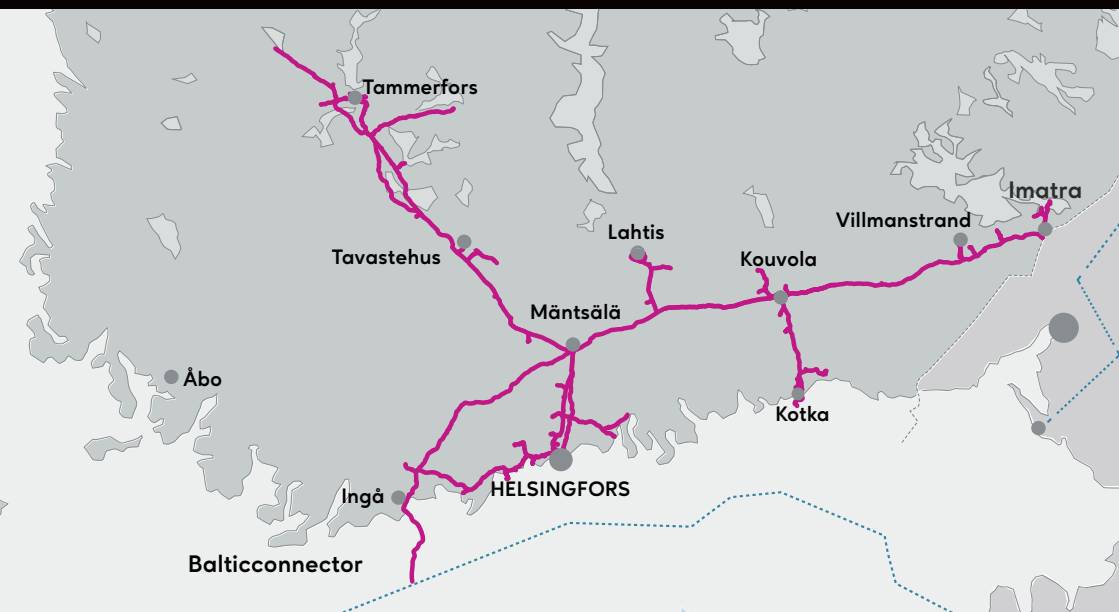 Tammerfors
Imatra
Villmanstrand
Lahtis
Tavastehus
Kouvola
Mäntsälä
Åbo
Kotka
HELSINGFORS
Ingå
Balticconnector